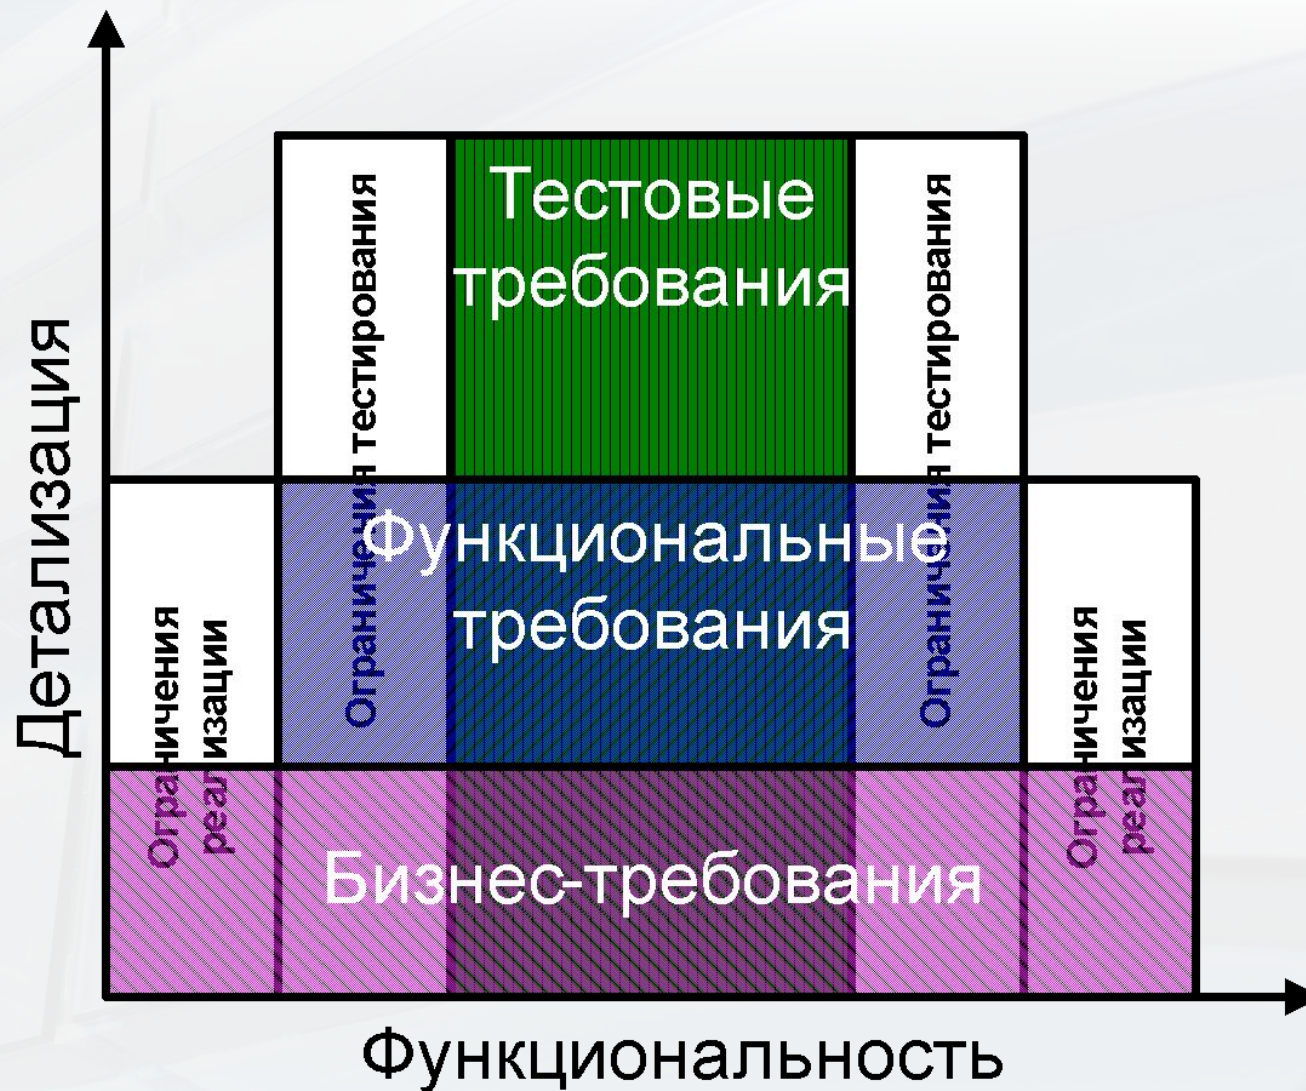 Детализация
Тестовые
требования
Ограничения тестирования
Ограничения тестирования
Функциональные
требования
Ограничения
реализации
Ограничения
реализации
Бизнес-требования
Функциональность